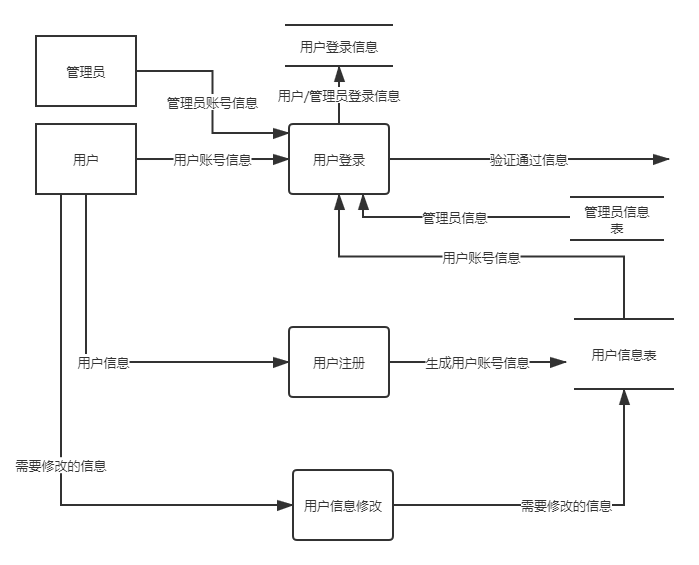 用户登录信息
管理员
用户/管理员登录信息
管理员账号信息
用户
用户账号信息
用户登录
验证通过信息
管理员信息
管理员信息
表
用户账号信息
用户信息
用户注册
生成用户账号信息
用户信息表
需要修改的信息
用户信息修改
需要修改的信息